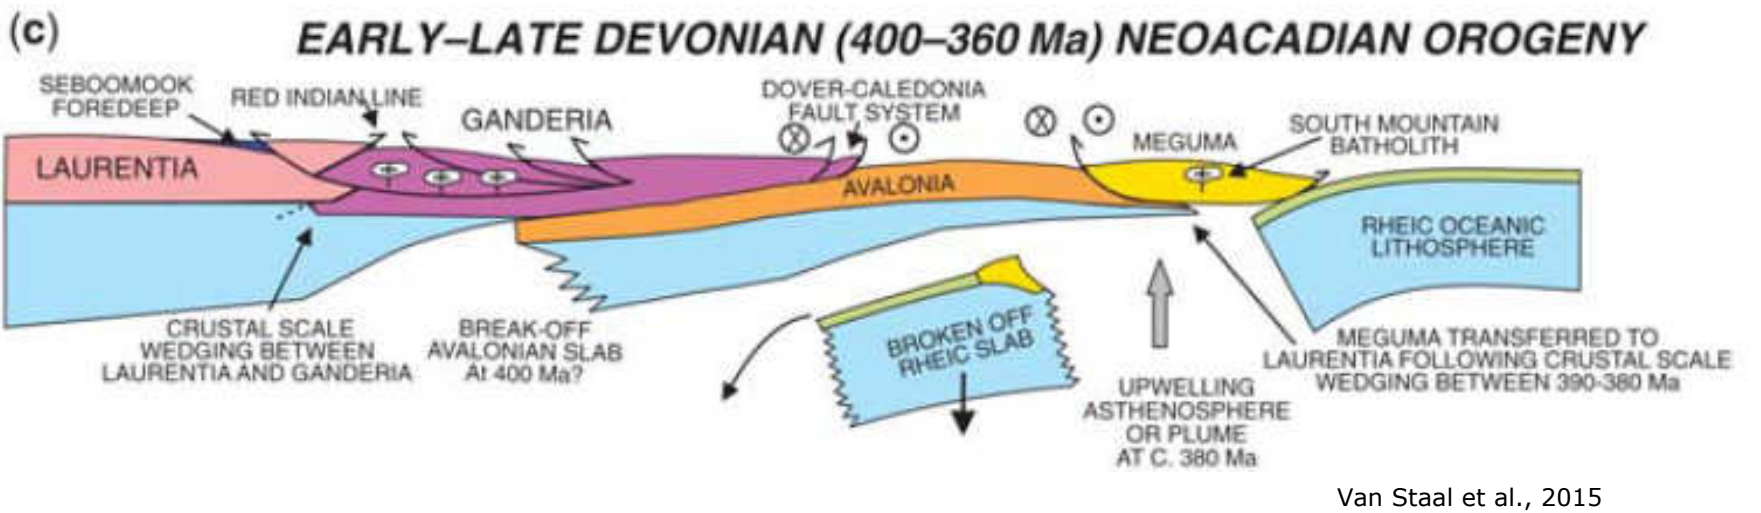 (c)
EARLY–LATE DEVONIAN (400–360 Ma) NEOACADIAN OROGENY
SEBOOMOOK
FOREDEEP
RED INDIAN LINE
GANDERIA
DOVER-CALEDONIA
FAULT SYSTEM
MEGUMA
SOUTH MOUNTAIN
BATHOLITH
LAURENTIA
AVALONIA
RHEIC OCEANIC
LITHOSPHERE
CRUSTAL SCALE
WEDGING BETWEEN
LAURENTIA AND GANDERIA
BREAK-OFF
AVALONIAN SLAB
At 400 Ma?
BROKEN OFF
RHEIC SLAB
UPWELLING
ASTHENOSPHERE
OR PLUME
AT C. 380 Ma
MEGUMA TRANSFERRED TO
LAURENTIA FOLLOWING CRUSTAL SCALE
WEDGING BETWEEN 390-380 Ma
Van Staal et al., 2015